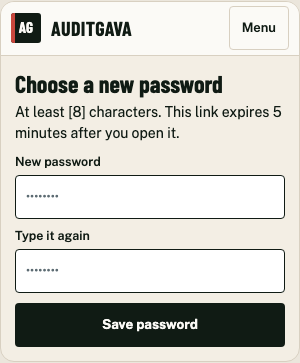 AG AUDITGAVA Menu
Choose a new password
At least [8] characters. This link expires 5
minutes after you open it.
New password
••••••••
Type it again
••••••••
Save password